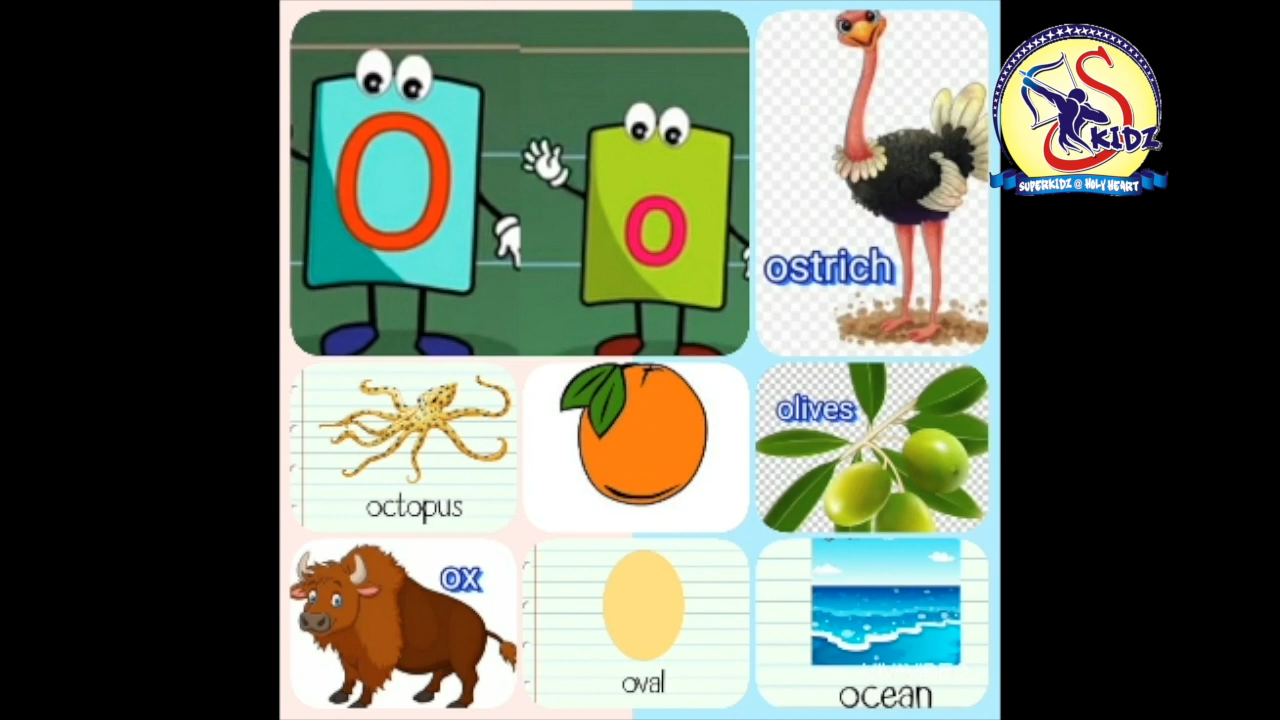 O
o
ostrich
S
KIDZ
SUPERKIDZ @ HOLY HEART
octopus
olives
ox
oval
ocean